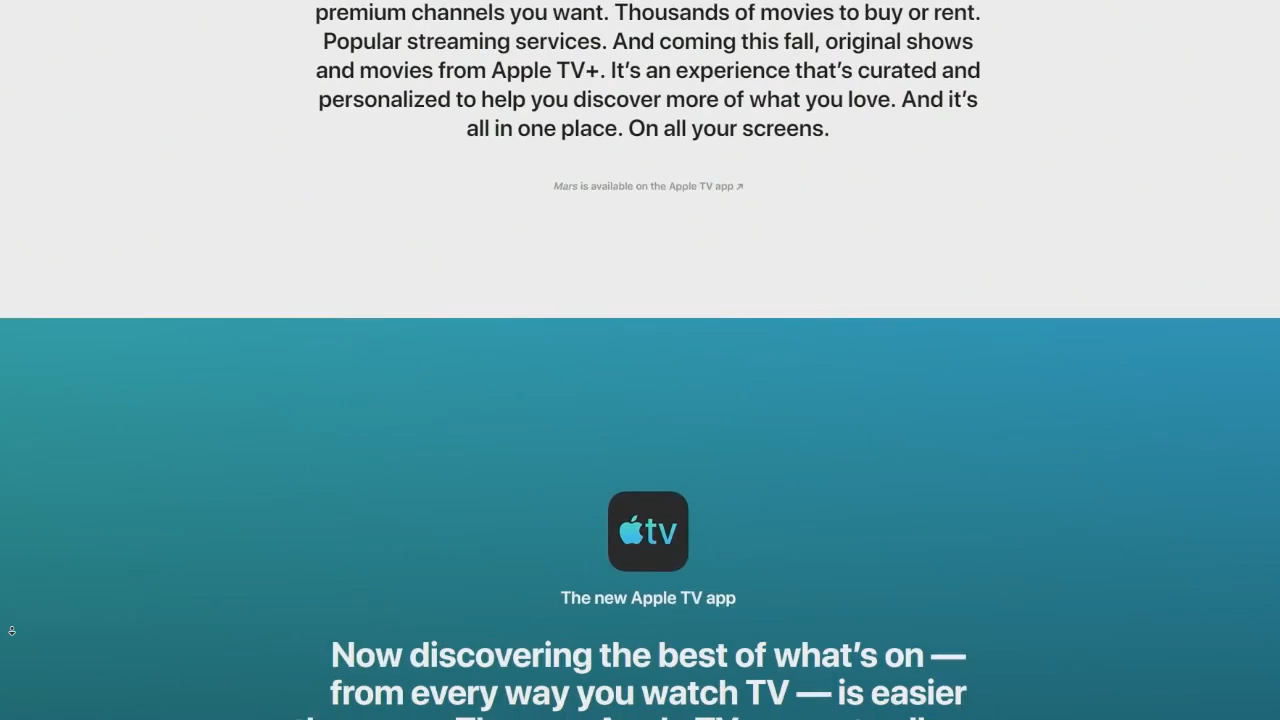 premium channels you want. Thousands of movies to buy or rent.
Popular streaming services. And coming this fall, original shows
and movies from Apple TV+. It’s an experience that’s curated and
personalized to help you discover more of what you love. And it’s
all in one place. On all your screens.
Mars is available on the Apple TV app ↗
tv
The new Apple TV app
Now discovering the best of what’s on —
from every way you watch TV — is easier